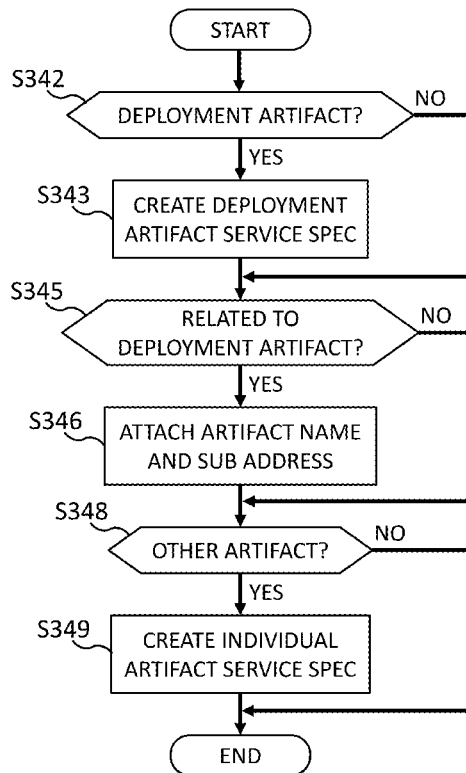 START
S342
DEPLOYMENT ARTIFACT?
NO
YES
S343
CREATE DEPLOYMENT
ARTIFACT SERVICE SPEC
S345
RELATED TO
DEPLOYMENT ARTIFACT?
NO
YES
S346
ATTACH ARTIFACT NAME
AND SUB ADDRESS
S348
OTHER ARTIFACT?
NO
YES
S349
CREATE INDIVIDUAL
ARTIFACT SERVICE SPEC
END